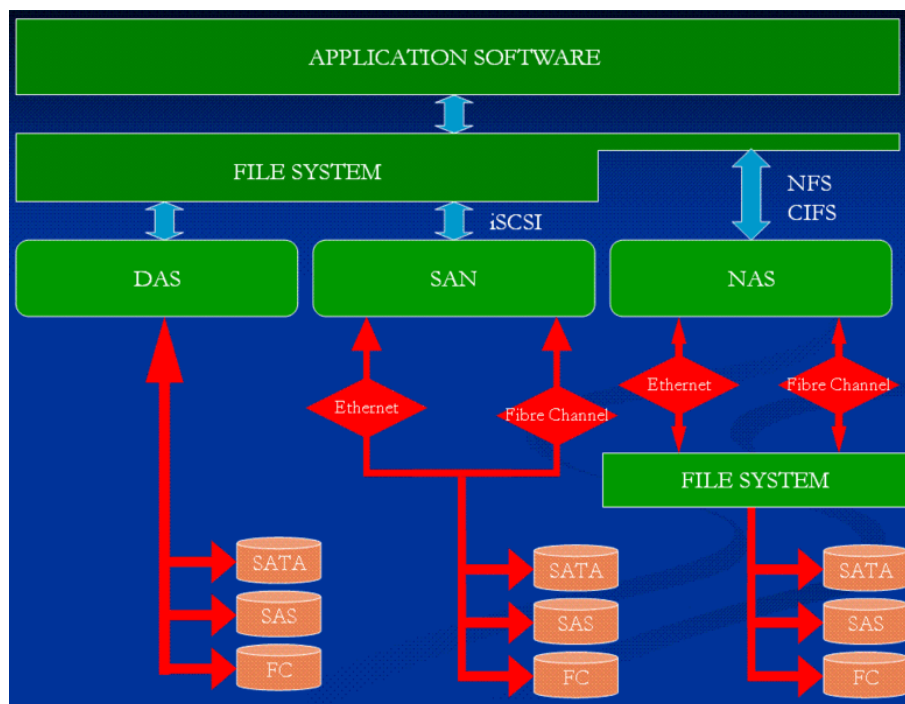 APPLICATION SOFTWARE
FILE SYSTEM
NFS
CIFS
iSCSI
DAS
SAN
NAS
Ethernet
Fibre Channel
Ethernet
Fibre Channel
FILE SYSTEM
SATA
SAS
FC
SATA
SAS
FC
SATA
SAS
FC